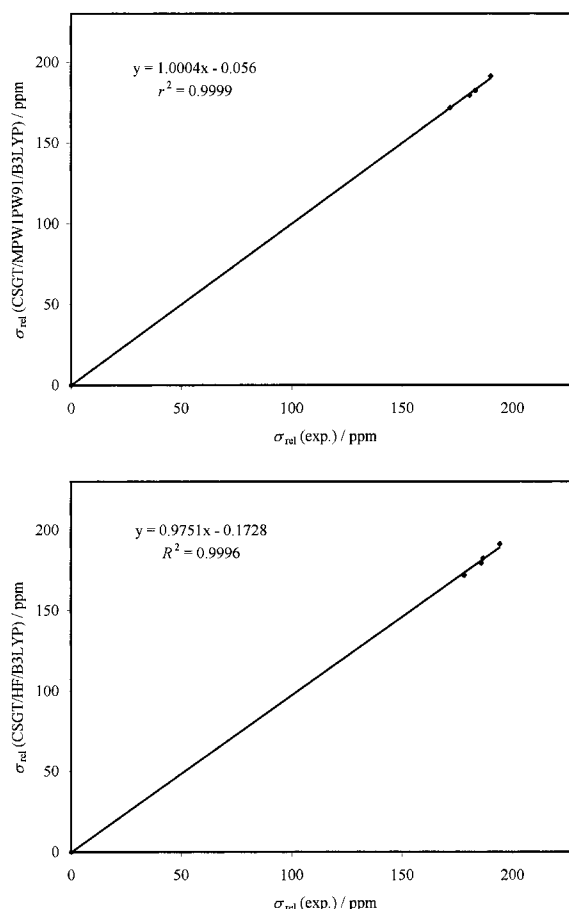 200
150
100
50
0
σrel (CSGT/MPW1PW91/B3LYP) / ppm
y = 1.0004x - 0.056
r² = 0.9999
0 50 100 150 200
σrel (exp.) / ppm
200
150
100
50
0
σrel (CSGT/HF/B3LYP) / ppm
y = 0.9751x - 0.1728
R² = 0.9996
0 50 100 150 200
σrel (exp.) / ppm